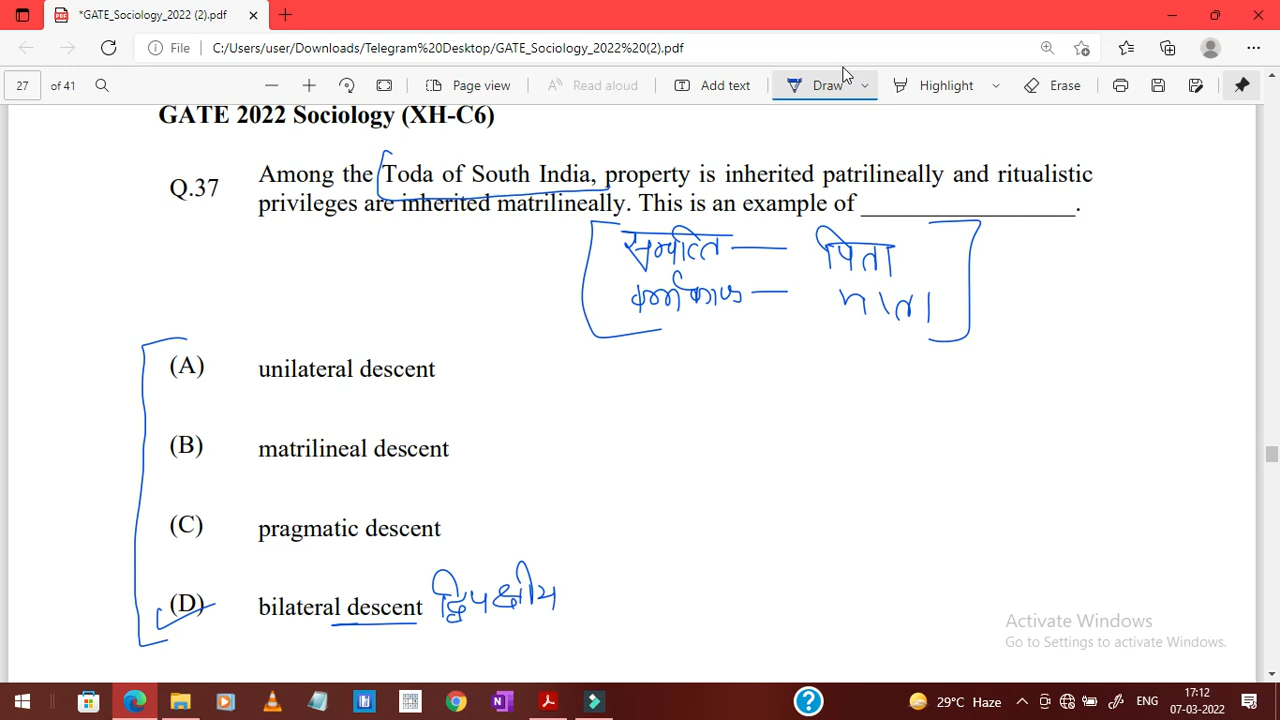 *GATE_Sociology_2022 (2).pdf
File C:/Users/user/Downloads/Telegram%20Desktop/GATE_Sociology_2022%20(2).pdf
27 of 41 Page view Read aloud Add text Draw Highlight Erase
GATE 2022 Sociology (XH-C6)
Q.37 Among the Toda of South India, property is inherited patrilineally and ritualistic
privileges are inherited matrilineally. This is an example of ____________________.
सम्पत्ति — पिता
कर्मकाण्ड — माता
(A) unilateral descent
(B) matrilineal descent
(C) pragmatic descent
(D) bilateral descent द्विपक्षीय
Activate Windows
Go to Settings to activate Windows.
29°C Haze ENG 17:12
07-03-2022